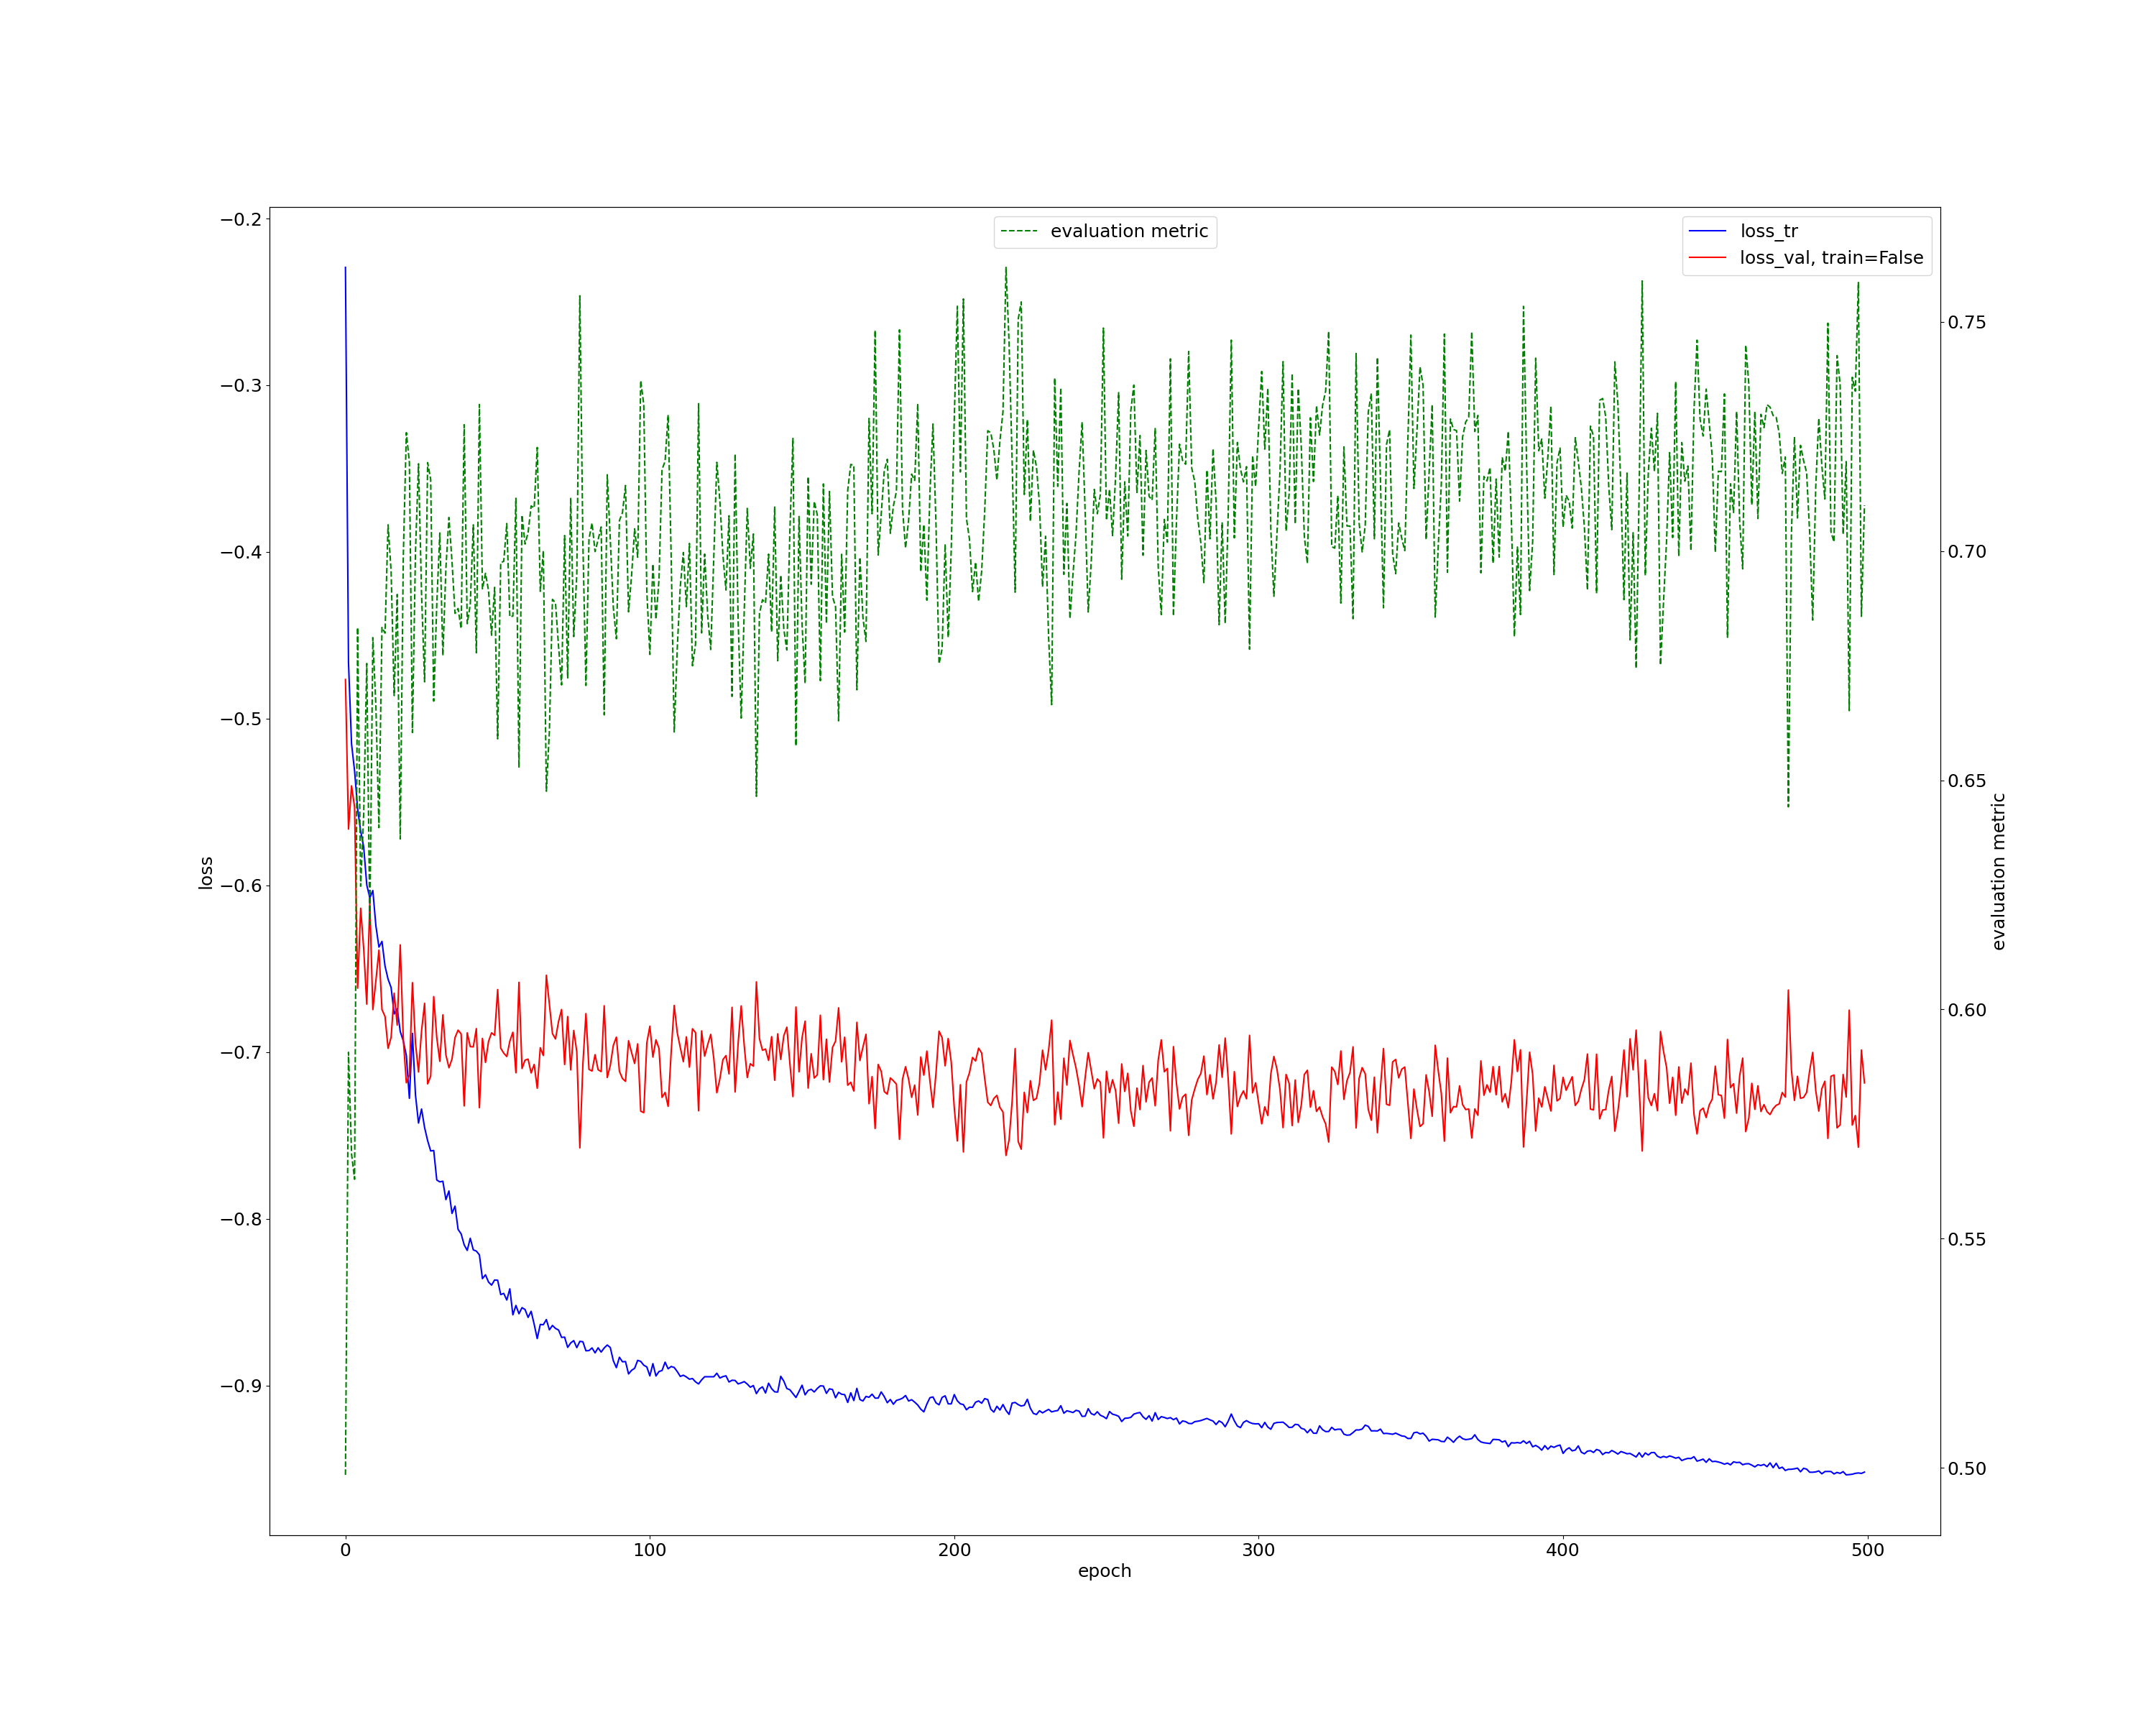 evaluation metric
loss_tr
loss_val, train=False
−0.2
−0.3
−0.4
−0.5
−0.6
−0.7
−0.8
−0.9
loss
0.75
0.70
0.65
0.60
0.55
0.50
evaluation metric
0 100 200 300 400 500
epoch